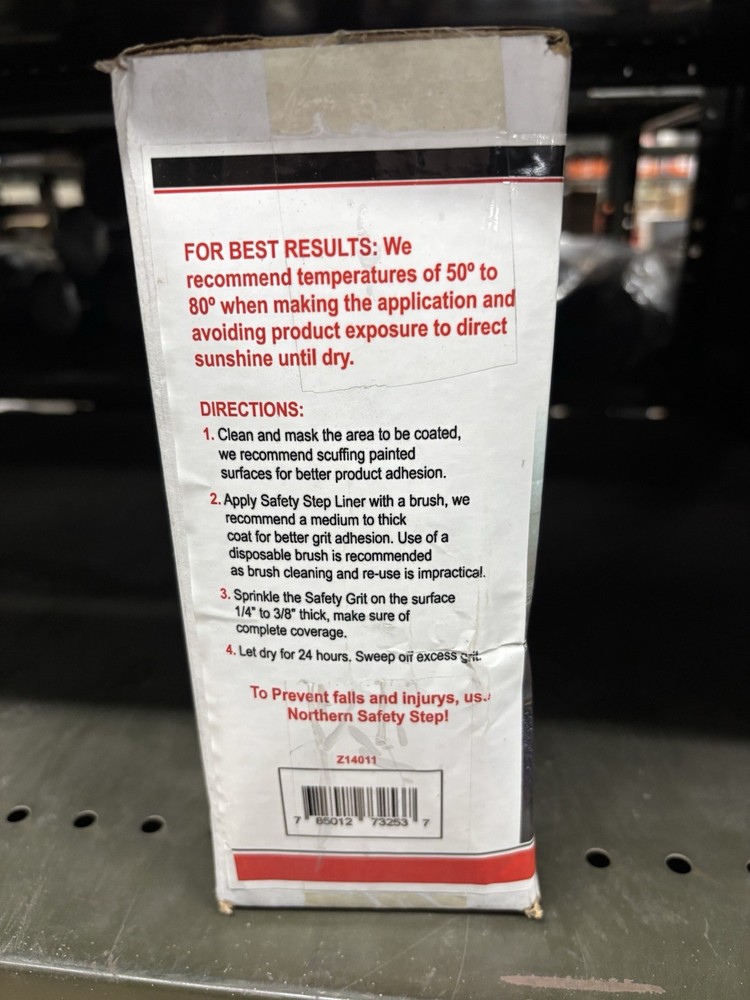 FOR BEST RESULTS: We
recommend temperatures of 50º to
80º when making the application and
avoiding product exposure to direct
sunshine until dry.
DIRECTIONS:
1. Clean and mask the area to be coated,
we recommend scuffing painted
surfaces for better product adhesion.
2. Apply Safety Step Liner with a brush, we
recommend a medium to thick
coat for better grit adhesion. Use of a
disposable brush is recommended
as brush cleaning and re-use is impractical.
3. Sprinkle the Safety Grit on the surface
1/4" to 3/8" thick, make sure of
complete coverage.
4. Let dry for 24 hours. Sweep off excess grit.
To Prevent falls and injurys, use
Northern Safety Step!
Z14011
7 85012 73253 7